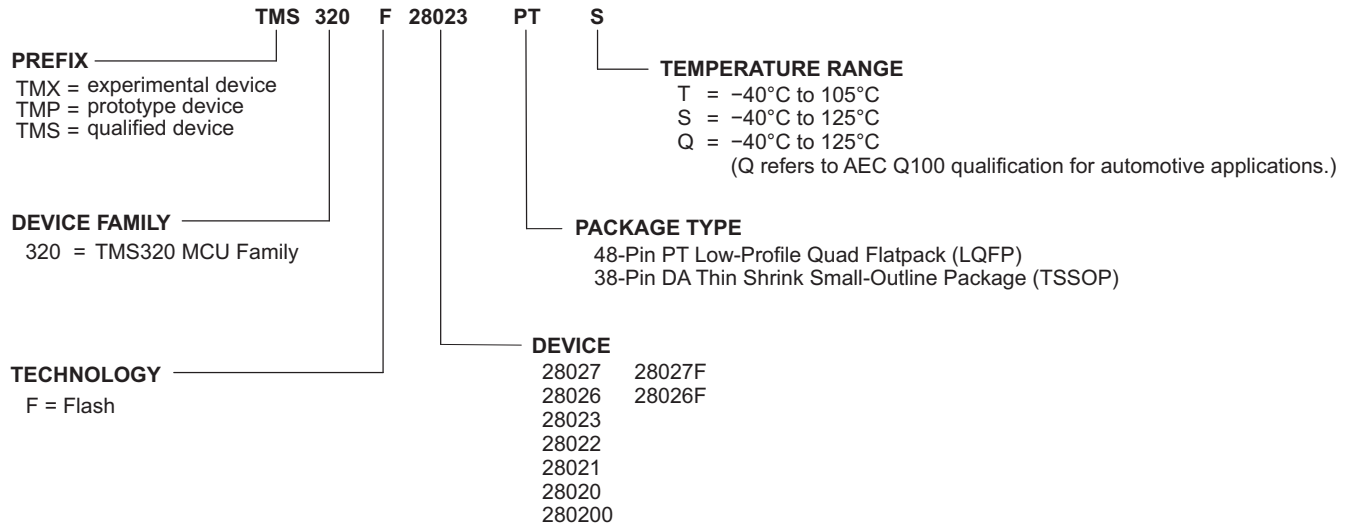 TMS 320 F 28023 PT S
PREFIX
TMX = experimental device
TMP = prototype device
TMS = qualified device
TEMPERATURE RANGE
T = −40°C to 105°C
S = −40°C to 125°C
Q = −40°C to 125°C
(Q refers to AEC Q100 qualification for automotive applications.)
DEVICE FAMILY
320 = TMS320 MCU Family
PACKAGE TYPE
48-Pin PT Low-Profile Quad Flatpack (LQFP)
38-Pin DA Thin Shrink Small-Outline Package (TSSOP)
TECHNOLOGY
F = Flash
DEVICE
28027 28027F
28026 28026F
28023
28022
28021
28020
280200